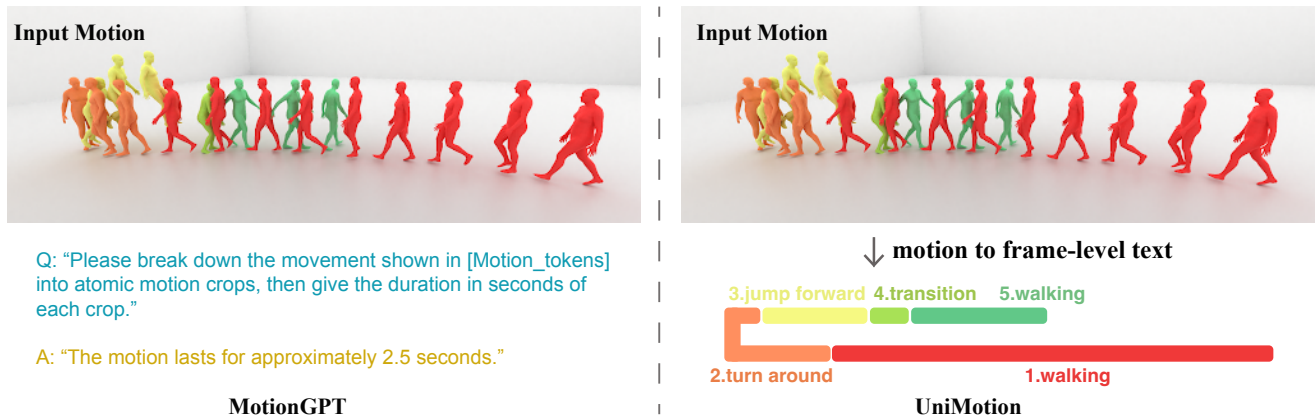 Input Motion
Q: “Please break down the movement shown in [Motion_tokens]
into atomic motion crops, then give the duration in seconds of
each crop.”
A: “The motion lasts for approximately 2.5 seconds.”
MotionGPT
Input Motion
motion to frame-level text
3.jump forward 4.transition 5.walking
2.turn around 1.walking
UniMotion